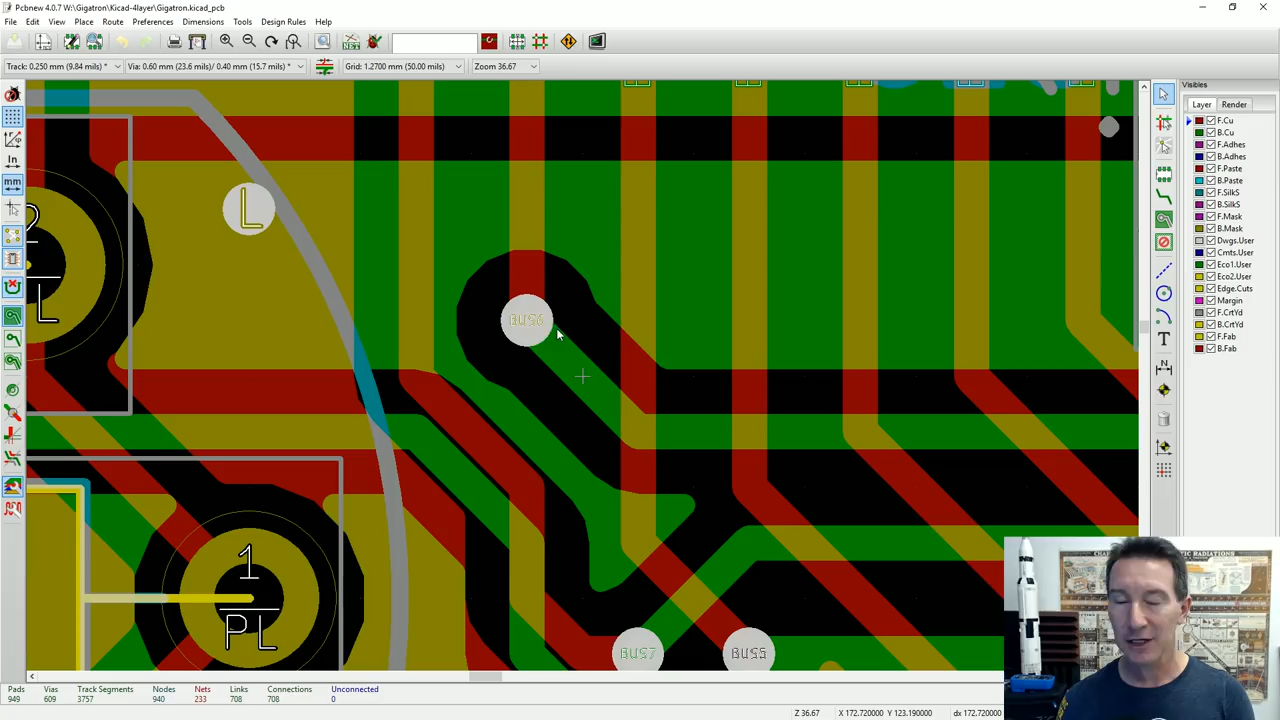 Pcbnew 4.0.7 W:\Gigatron\Kicad-4layer\Gigatron.kicad_pcb
File Edit View Place Route Preferences Dimensions Tools Design Rules Help
Track: 0.250 mm (9.84 mils) * Via: 0.60 mm (23.6 mils)/ 0.40 mm (15.7 mils) * Grid: 1.2700 mm (50.00 mils) Zoom 36.67
Visibles
Layer Render
F.Cu
B.Cu
F.Adhes
B.Adhes
F.Paste
B.Paste
F.SilkS
B.SilkS
F.Mask
B.Mask
Dwgs.User
Cmts.User
Eco1.User
Eco2.User
Edge.Cuts
Margin
F.CrtYd
B.CrtYd
F.Fab
B.Fab
In
mm
NET
L
2
L
BUS6
1
PL
BUS7
BUS5
Pads Vias Track Segments Nodes Nets Links Connections Unconnected
949 609 3757 940 233 708 708 0
Z 36.67 X 172.720000 Y 123.190000 dx 172.72000